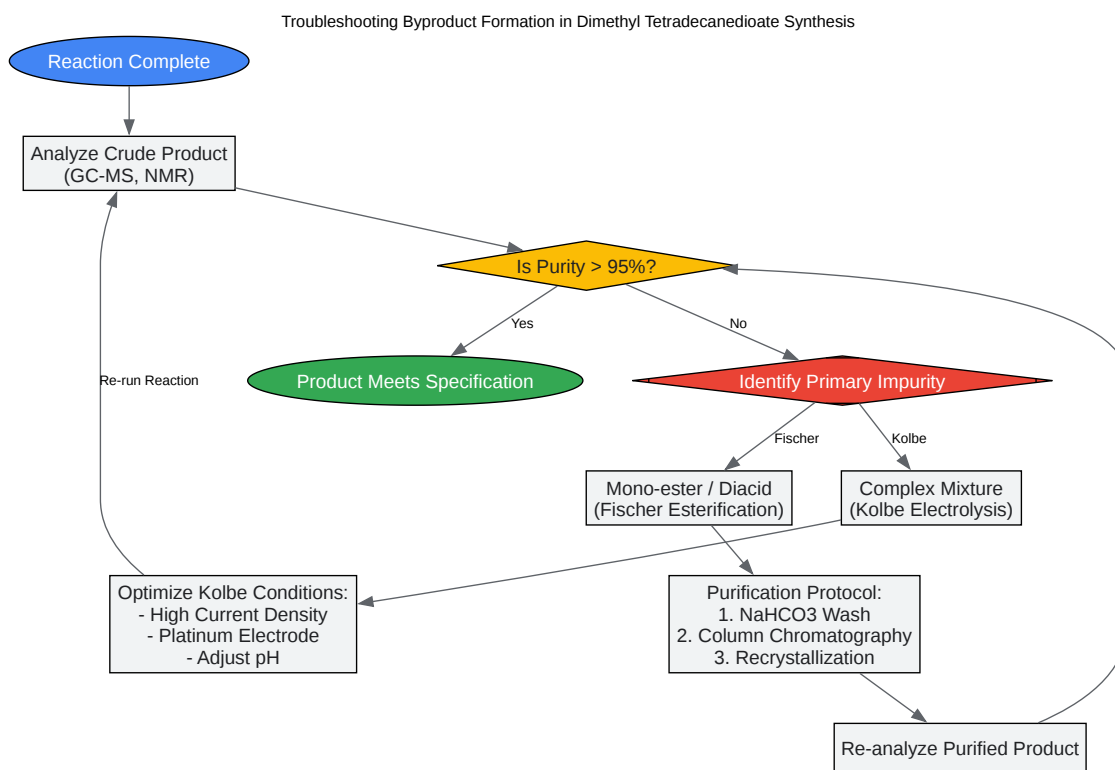 Troubleshooting Byproduct Formation in Dimethyl Tetradecanedioate Synthesis
Reaction Complete
Analyze Crude Product
(GC-MS, NMR)
Is Purity > 95%?
Yes
No
Re-run Reaction
Product Meets Specification
Identify Primary Impurity
Fischer
Kolbe
Mono-ester / Diacid
(Fischer Esterification)
Complex Mixture
(Kolbe Electrolysis)
Optimize Kolbe Conditions:
- High Current Density
- Platinum Electrode
- Adjust pH
Purification Protocol:
1. NaHCO3 Wash
2. Column Chromatography
3. Recrystallization
Re-analyze Purified Product